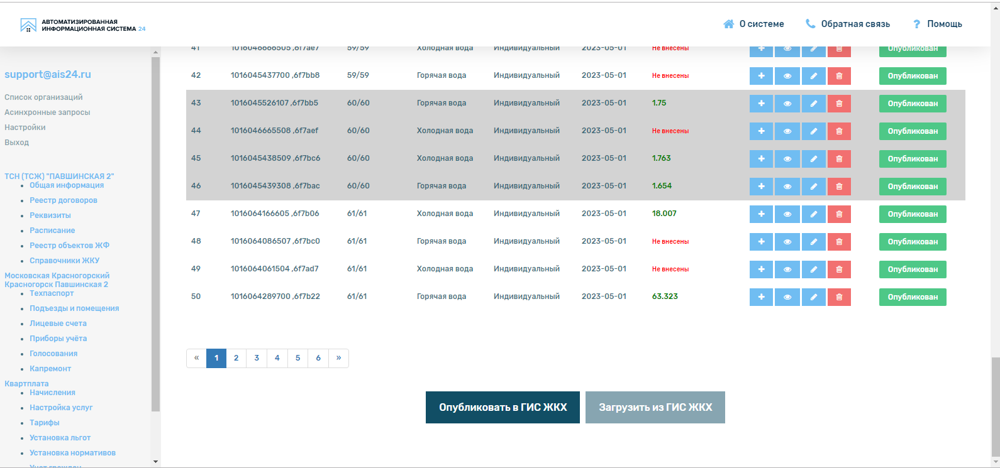 АВТОМАТИЗИРОВАННАЯ
ИНФОРМАЦИОННАЯ СИСТЕМА 24
О системе Обратная связь ? Помощь
support@ais24.ru
Список организаций
Асинхронные запросы
Настройки
Выход
ТСН (ТСЖ) "ПАВШИНСКАЯ 2"
• Общая информация
• Реестр договоров
• Реквизиты
• Расписание
• Реестр объектов ЖФ
• Справочники ЖКУ
Московская Красногорский
Красногорск Павшинская 2
• Техпаспорт
• Подъезды и помещения
• Лицевые счета
• Приборы учёта
• Голосования
• Капремонт
Квартплата
• Начисления
• Настройка услуг
• Тарифы
• Установка льгот
• Установка нормативов
41 59/59 Холодная вода Индивидуальный 2023-05-01 Не внесены Опубликован
42 1016045437700 ,6f7bb8 59/59 Горячая вода Индивидуальный 2023-05-01 Не внесены Опубликован
43 1016045526107 ,6f7bb5 60/60 Горячая вода Индивидуальный 2023-05-01 1.75 Опубликован
44 1016046665508 ,6f7aef 60/60 Холодная вода Индивидуальный 2023-05-01 Не внесены Опубликован
45 1016045438509 ,6f7bc6 60/60 Холодная вода Индивидуальный 2023-05-01 1.763 Опубликован
46 1016045439308 ,6f7bac 60/60 Горячая вода Индивидуальный 2023-05-01 1.654 Опубликован
47 1016064166605 ,6f7b06 61/61 Холодная вода Индивидуальный 2023-05-01 18.007 Опубликован
48 1016064086507 ,6f7bc0 61/61 Горячая вода Индивидуальный 2023-05-01 Не внесены Опубликован
49 1016064061504 ,6f7ad7 61/61 Холодная вода Индивидуальный 2023-05-01 Не внесены Опубликован
50 1016064289700 ,6f7b22 61/61 Горячая вода Индивидуальный 2023-05-01 63.323 Опубликован
« 1 2 3 4 5 6 »
Опубликовать в ГИС ЖКХ Загрузить из ГИС ЖКХ